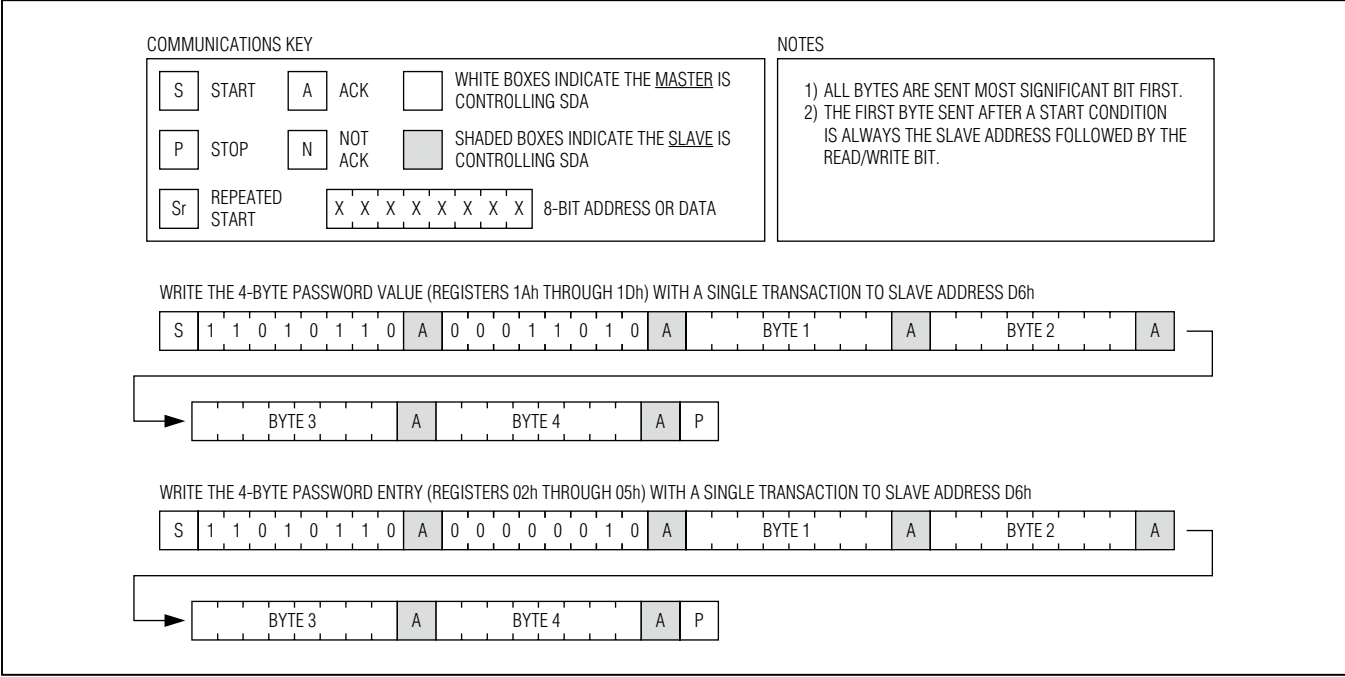 COMMUNICATIONS KEY
S START A ACK WHITE BOXES INDICATE THE MASTER IS
CONTROLLING SDA
P STOP N NOT
ACK SHADED BOXES INDICATE THE SLAVE IS
CONTROLLING SDA
Sr REPEATED
START X X X X X X X X 8-BIT ADDRESS OR DATA
NOTES
1) ALL BYTES ARE SENT MOST SIGNIFICANT BIT FIRST.
2) THE FIRST BYTE SENT AFTER A START CONDITION
IS ALWAYS THE SLAVE ADDRESS FOLLOWED BY THE
READ/WRITE BIT.
WRITE THE 4-BYTE PASSWORD VALUE (REGISTERS 1Ah THROUGH 1Dh) WITH A SINGLE TRANSACTION TO SLAVE ADDRESS D6h
S 1 1 0 1 0 1 1 0 A 0 0 0 1 1 0 1 0 A BYTE 1 A BYTE 2 A
BYTE 3 A BYTE 4 A P
WRITE THE 4-BYTE PASSWORD ENTRY (REGISTERS 02h THROUGH 05h) WITH A SINGLE TRANSACTION TO SLAVE ADDRESS D6h
S 1 1 0 1 0 1 1 0 A 0 0 0 0 0 0 1 0 A BYTE 1 A BYTE 2 A
BYTE 3 A BYTE 4 A P